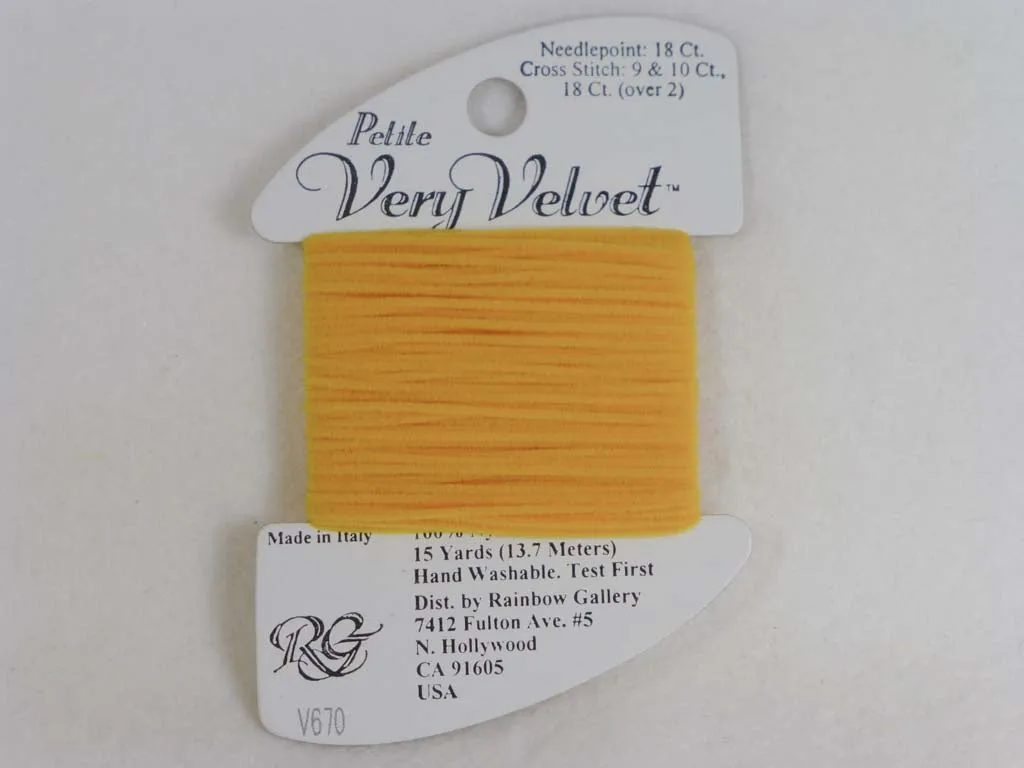 Needlepoint: 18 Ct.
Cross Stitch: 9 & 10 Ct.,
18 Ct. (over 2)
Petite
Very Velvet™
Made in Italy
100%
15 Yards (13.7 Meters)
Hand Washable. Test First
Dist. by Rainbow Gallery
7412 Fulton Ave. #5
N. Hollywood
CA 91605
USA
RG
V670